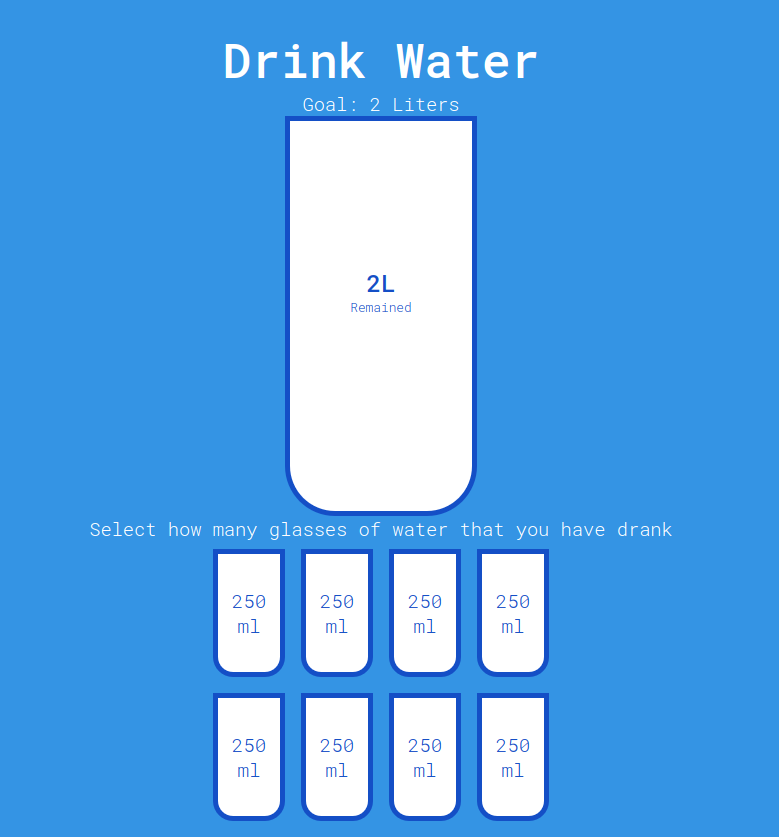 Drink Water
Goal: 2 Liters
2L
Remained
Select how many glasses of water that you have drank
250 250 250 250
ml ml ml ml
250 250 250 250
ml ml ml ml